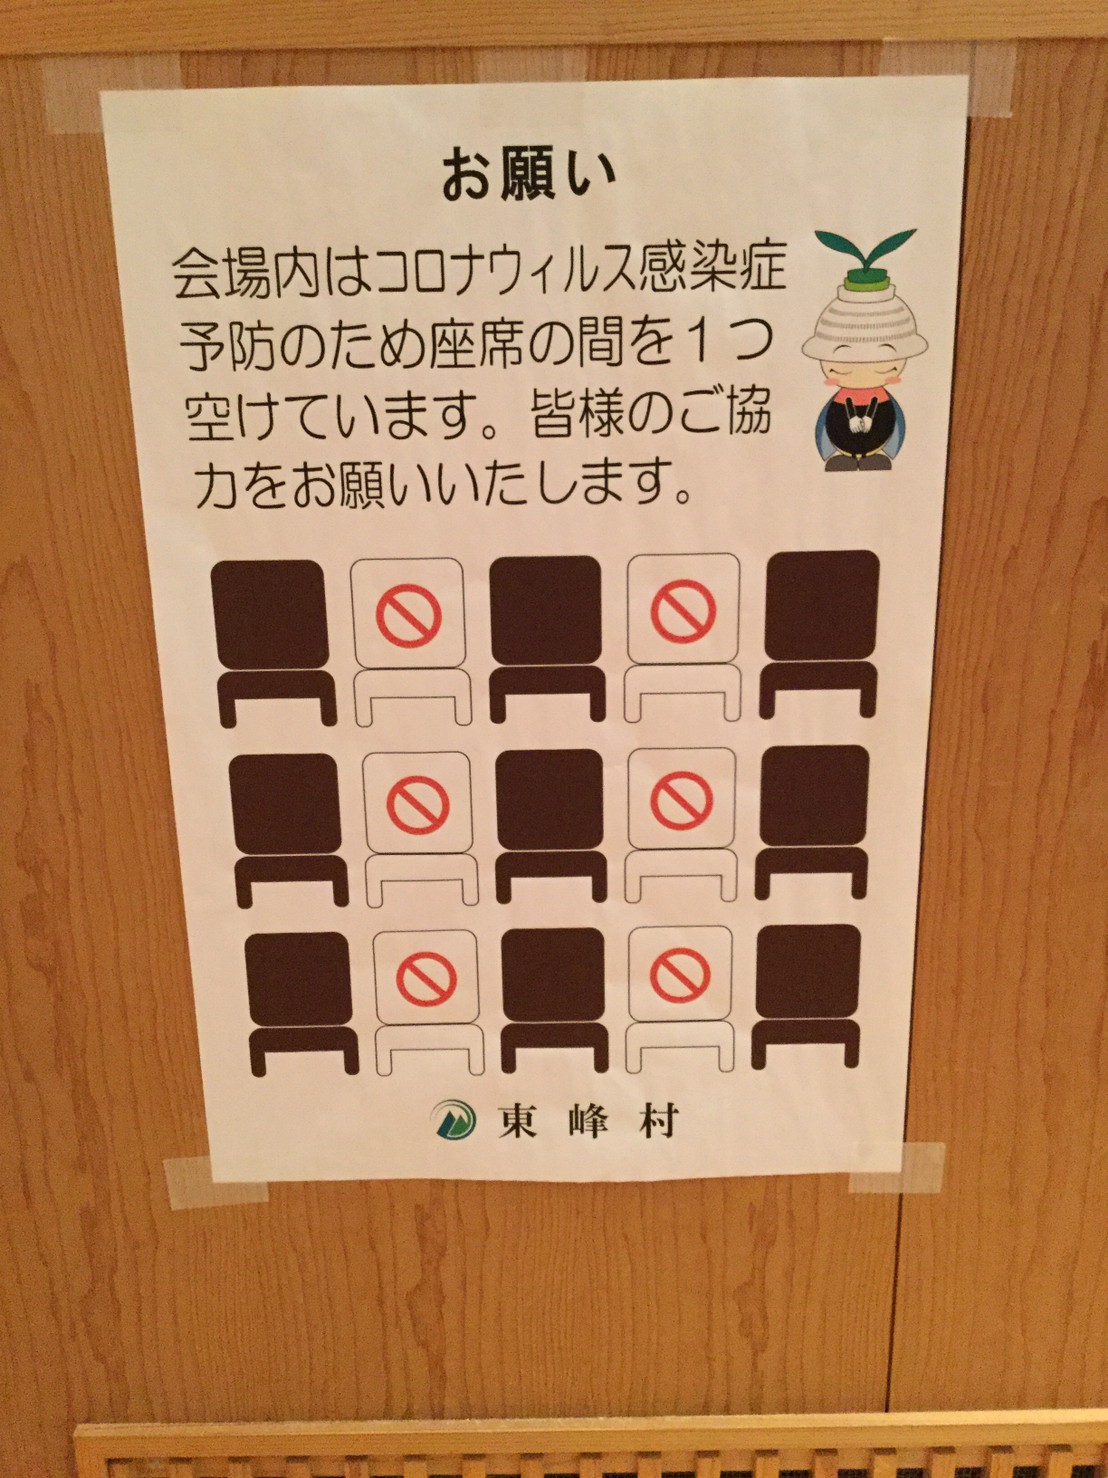 お願い
会場内はコロナウィルス感染症
予防のため座席の間を１つ
空けています。皆様のご協
力をお願いいたします。
東峰村